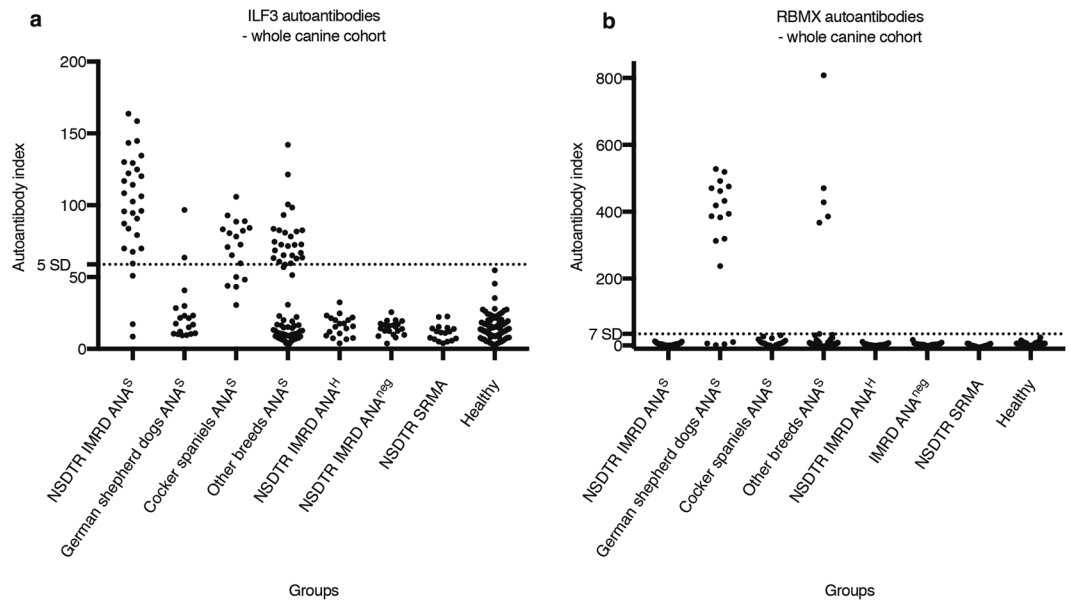 a
ILF3 autoantibodies
- whole canine cohort
Autoantibody index
200
150
100
5 SD
50
0
NSDTR IMRD ANAS
German shepherd dogs ANAS
Cocker spaniels ANAS
Other breeds ANAS
NSDTR IMRD ANAH
NSDTR IMRD ANAneg
NSDTR SRMA
Healthy
Groups
b
RBMX autoantibodies
- whole canine cohort
Autoantibody index
800
600
400
200
7 SD
0
NSDTR IMRD ANAS
German shepherd dogs ANAS
Cocker spaniels ANAS
Other breeds ANAS
NSDTR IMRD ANAH
IMRD ANAneg
NSDTR SRMA
Healthy
Groups